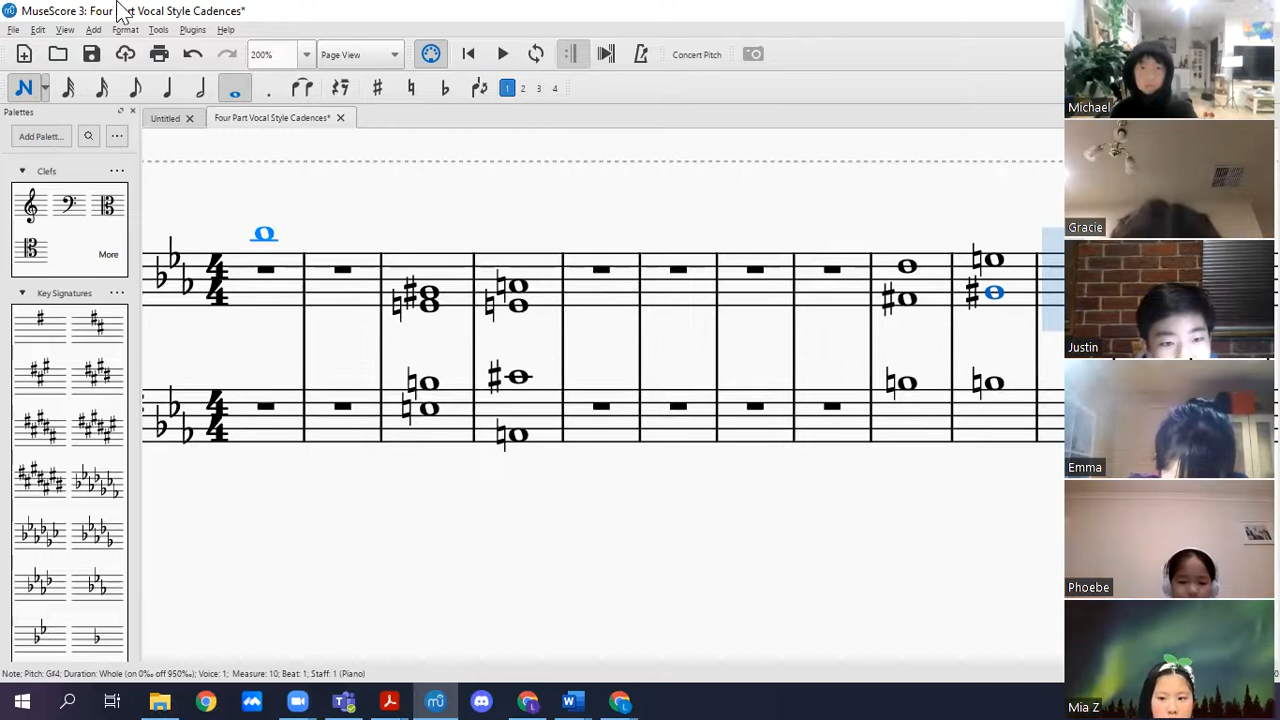 MuseScore 3: Four Part Vocal Style Cadences*
File Edit View Add Format Tools Plugins Help
200% Page View Concert Pitch
1 2 3 4
Palettes
Untitled Four Part Vocal Style Cadences*
Add Palett...
Clefs
More
Key Signatures
Note; Pitch: G#4; Duration: Whole (on 0‰ off 950‰); Voice: 1; Measure: 10; Beat: 1; Staff: 1 (Piano)
Michael
Gracie
Justin
Emma
Phoebe
Mia Z